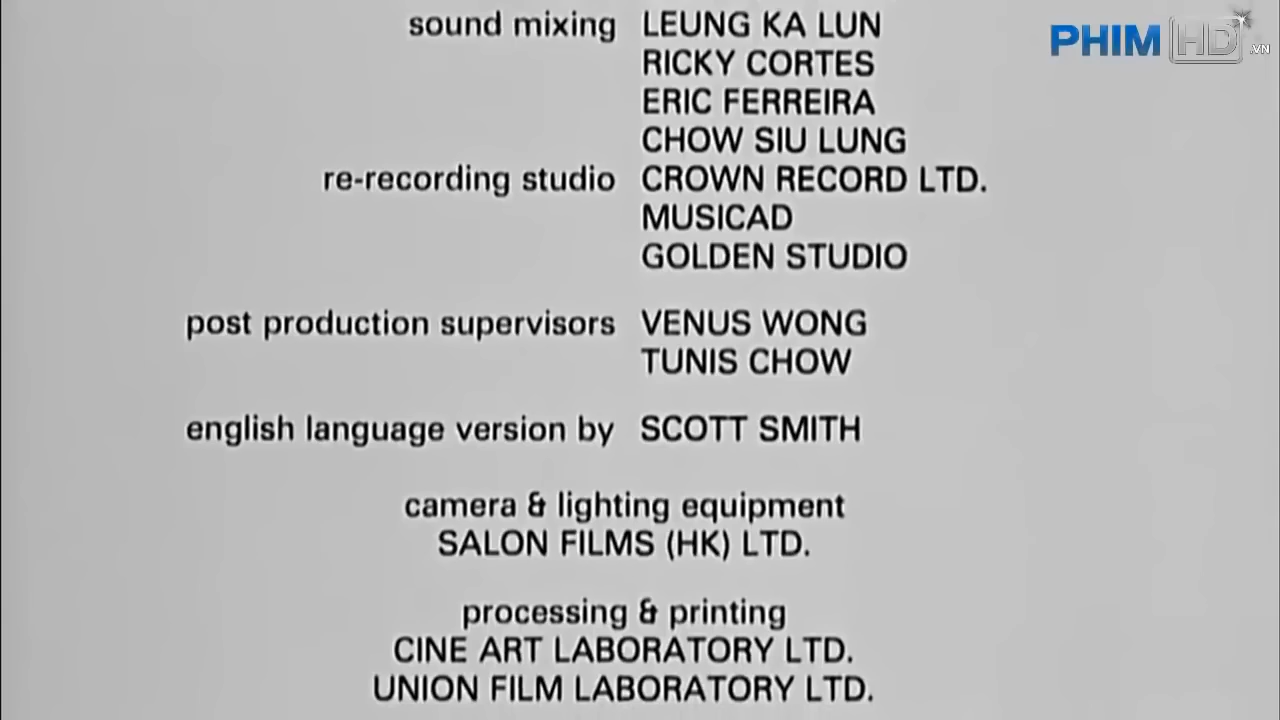 sound mixing LEUNG KA LUN
RICKY CORTES
ERIC FERREIRA
CHOW SIU LUNG
re-recording studio CROWN RECORD LTD.
MUSICAD
GOLDEN STUDIO
post production supervisors VENUS WONG
TUNIS CHOW
english language version by SCOTT SMITH
camera & lighting equipment
SALON FILMS (HK) LTD.
processing & printing
CINE ART LABORATORY LTD.
UNION FILM LABORATORY LTD.
PHIM HD .VN